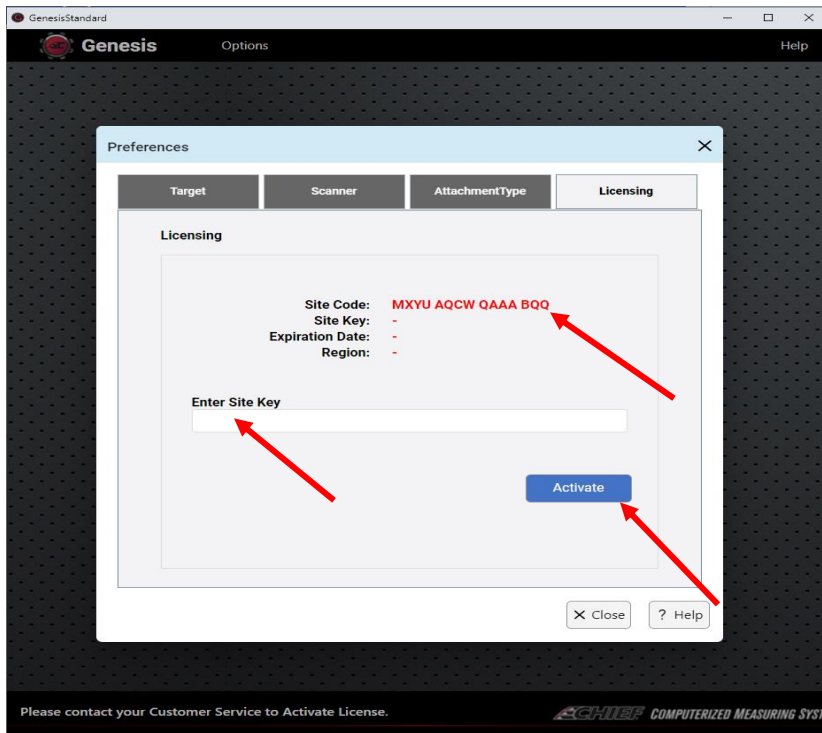 GenesisStandard
Genesis Options Help
Preferences
Target Scanner AttachmentType Licensing
Licensing
Site Code: MXYU AQCW QAAA BQQ
Site Key: -
Expiration Date: -
Region: -
Enter Site Key
Activate
Close ? Help
Please contact your Customer Service to Activate License. CHIEF COMPUTERIZED MEASURING SYST